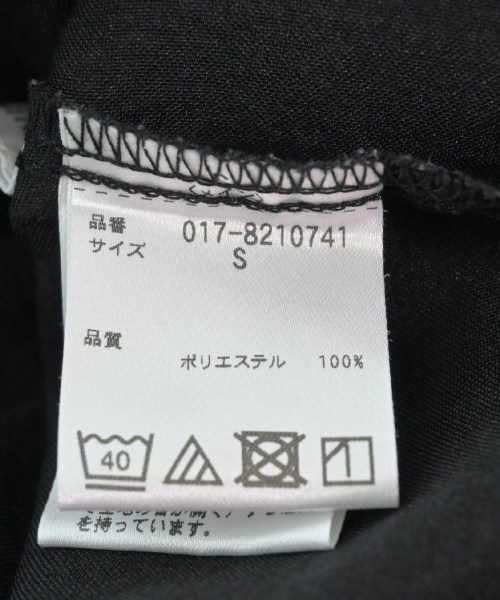 品番 017-8210741
サイズ S
品質
ポリエステル 100%
40
を持っています。